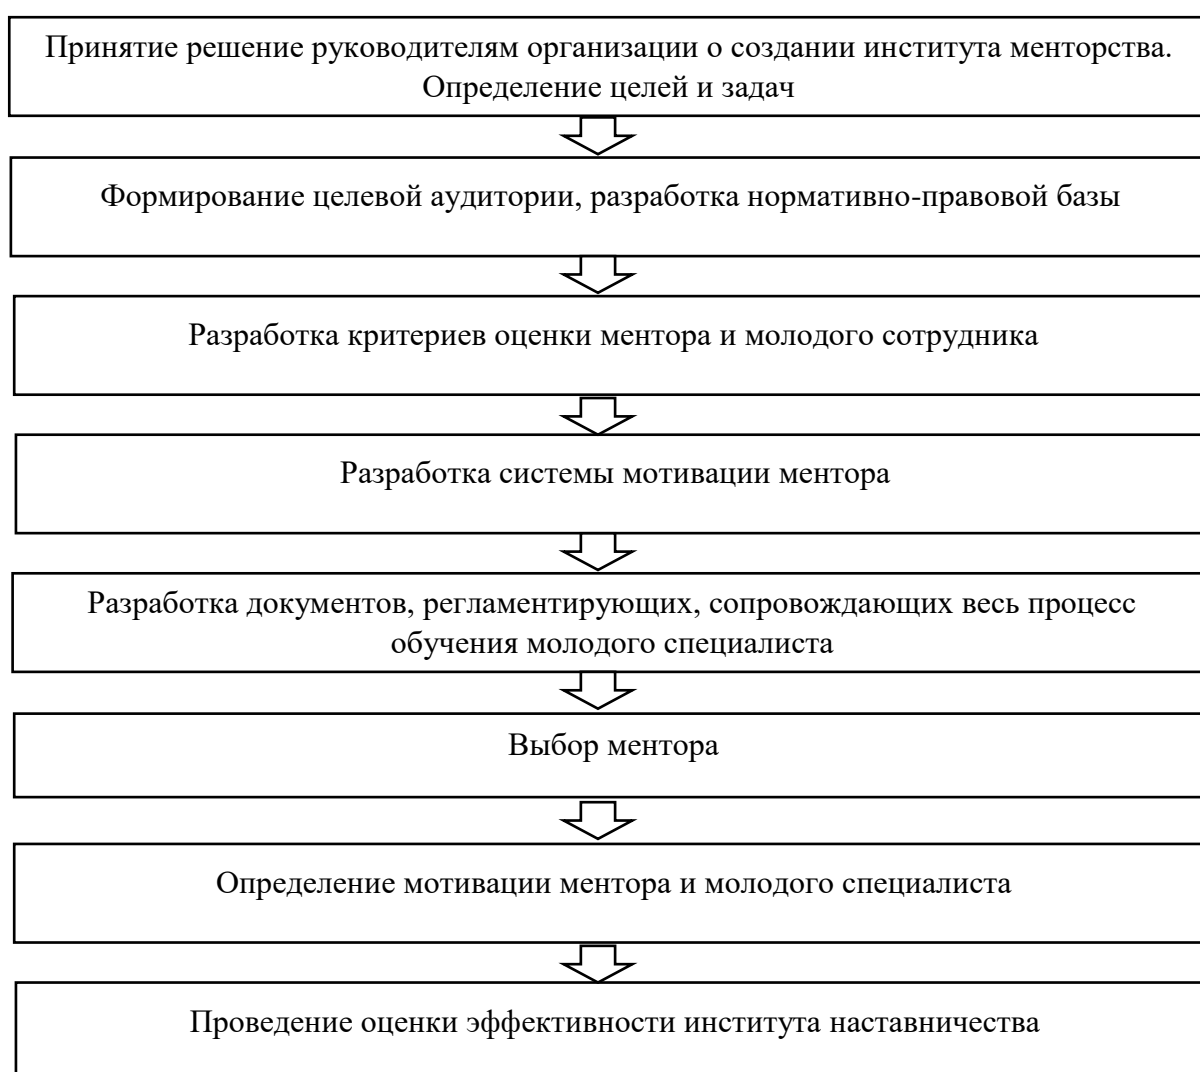 Принятие решение руководителям организации о создании института менторства.
Определение целей и задач
Формирование целевой аудитории, разработка нормативно-правовой базы
Разработка критериев оценки ментора и молодого сотрудника
Разработка системы мотивации ментора
Разработка документов, регламентирующих, сопровождающих весь процесс
обучения молодого специалиста
Выбор ментора
Определение мотивации ментора и молодого специалиста
Проведение оценки эффективности института наставничества